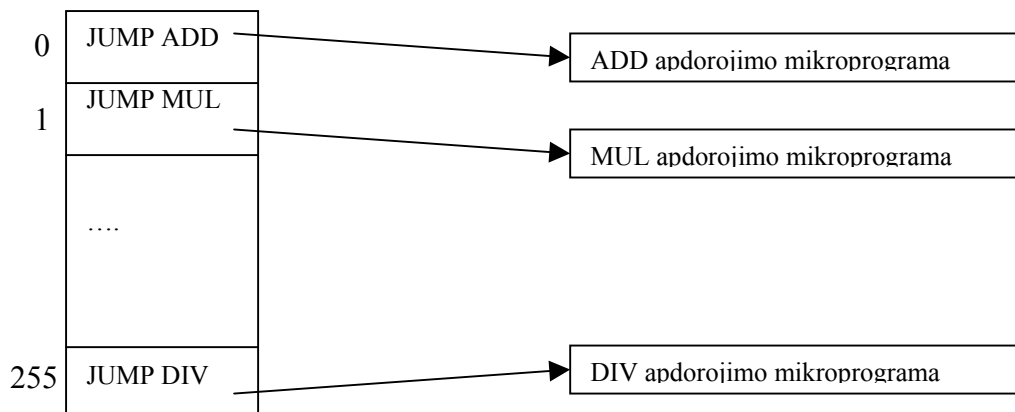 0 JUMP ADD ADD apdorojimo mikroprograma
1 JUMP MUL MUL apdorojimo mikroprograma
….
255 JUMP DIV DIV apdorojimo mikroprograma